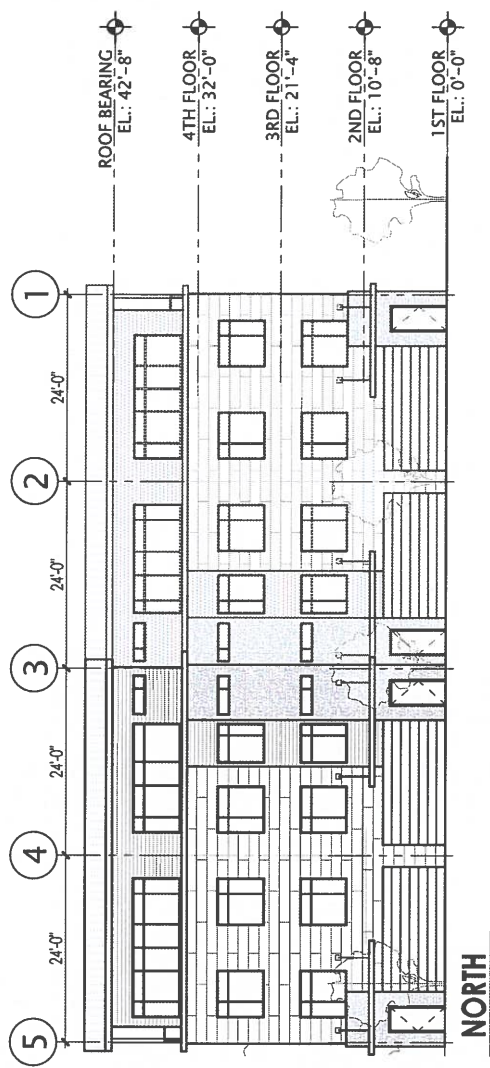 5
4
3
2
1
24'-0"
24'-0"
24'-0"
24'-0"
ROOF BEARING
EL.: 42'-8"
4TH FLOOR
EL.: 32'-0"
3RD FLOOR
EL.: 21'-4"
2ND FLOOR
EL.: 10'-8"
1ST FLOOR
EL.: 0'-0"
NORTH